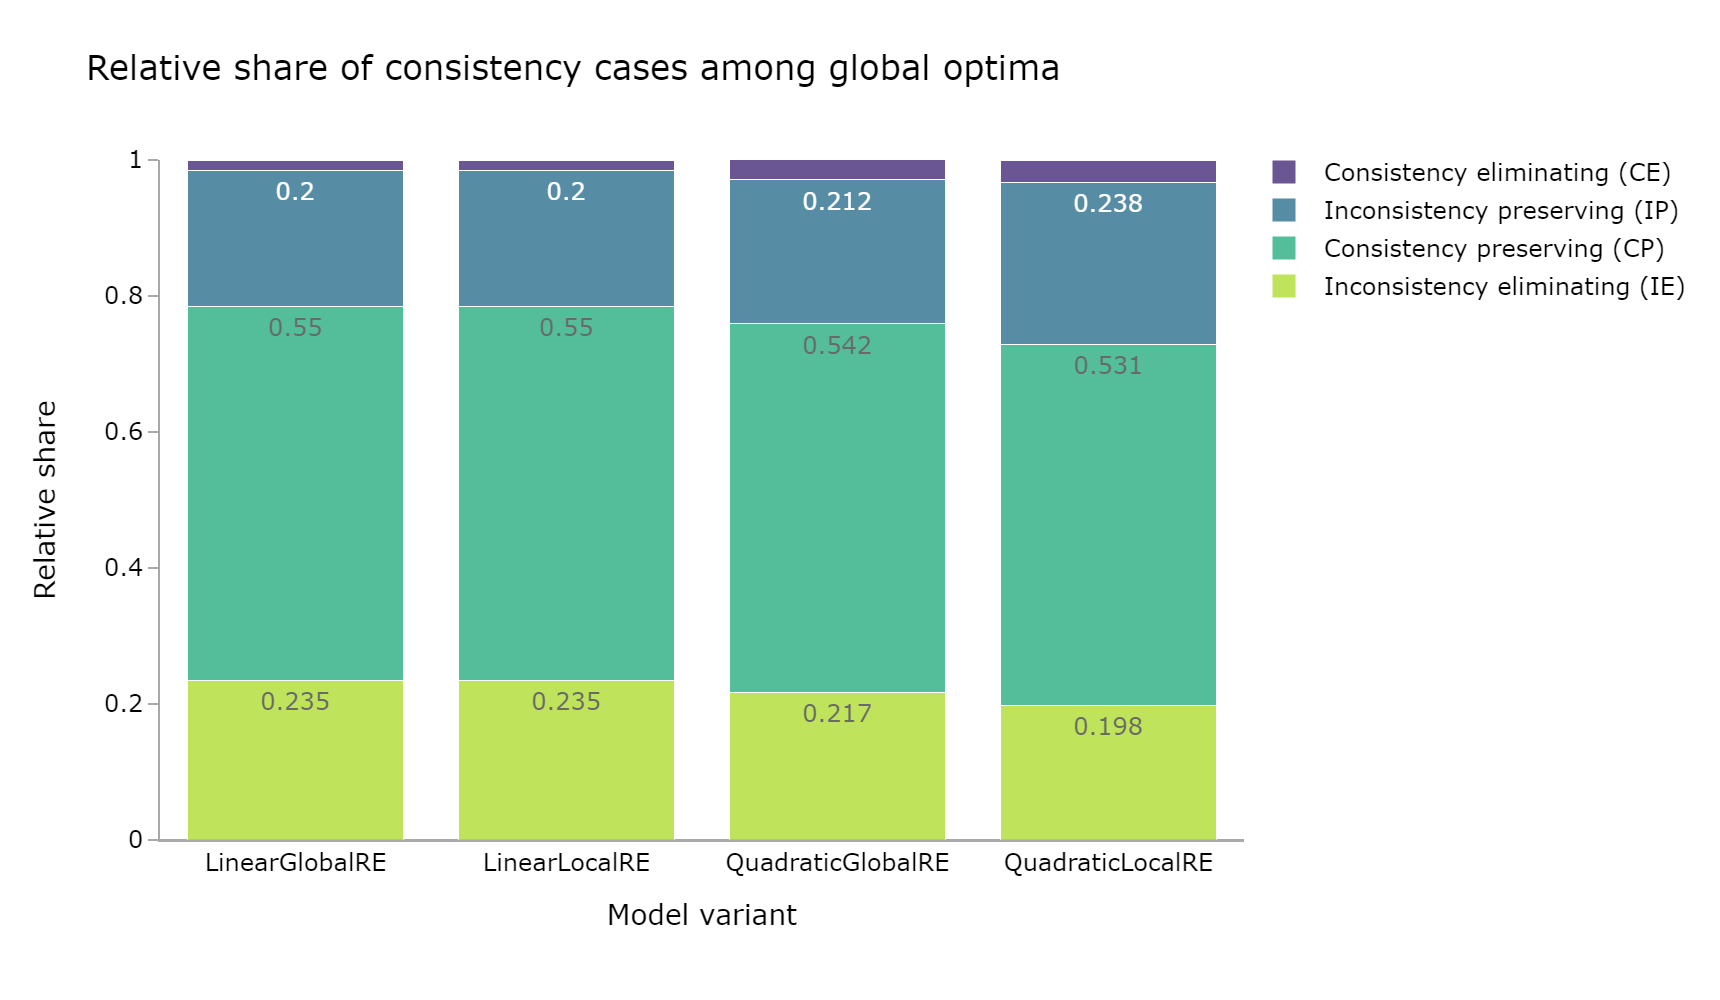 Relative share of consistency cases among global optima
Consistency eliminating (CE)
Inconsistency preserving (IP)
Consistency preserving (CP)
Inconsistency eliminating (IE)
Relative share
1
0.8
0.6
0.4
0.2
0
0.2 0.2 0.212 0.238
0.55 0.55 0.542 0.531
0.235 0.235 0.217 0.198
LinearGlobalRE LinearLocalRE QuadraticGlobalRE QuadraticLocalRE
Model variant